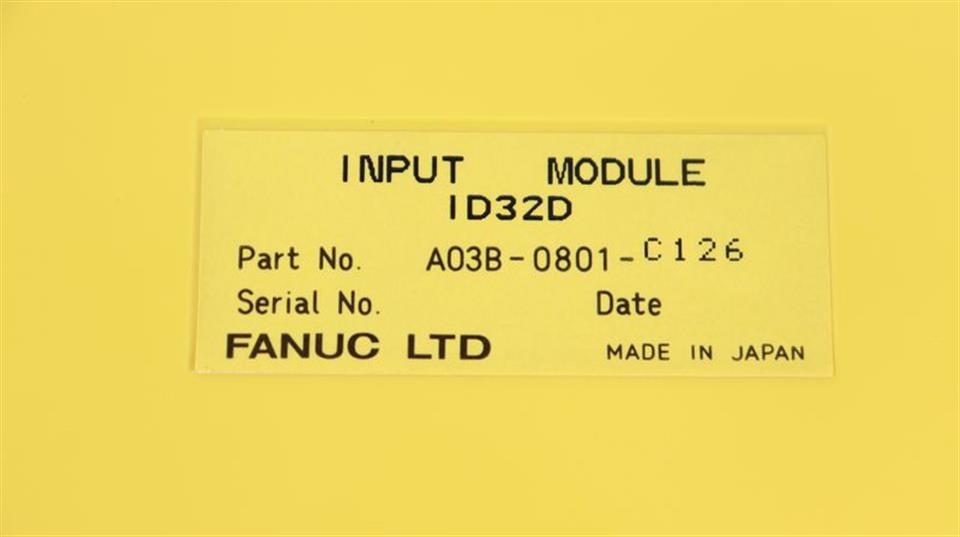 INPUT MODULE
ID32D
Part No. A03B-0801-C126
Serial No. Date
FANUC LTD MADE IN JAPAN